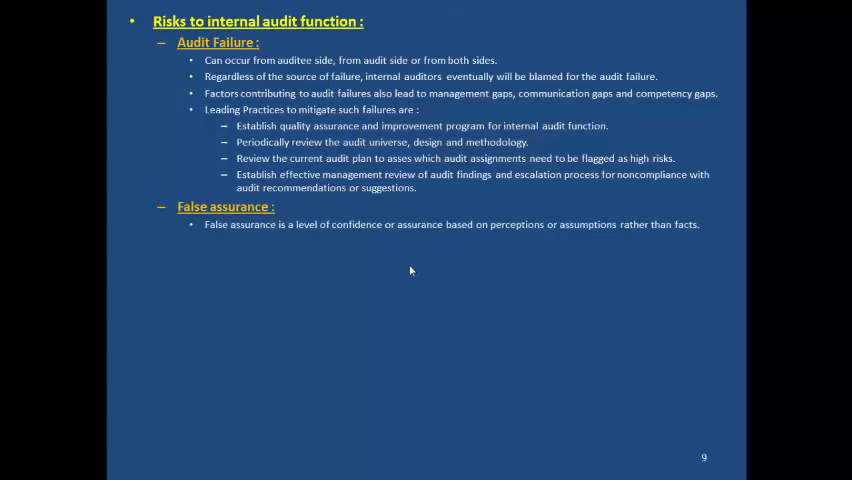 • Risks to internal audit function :
– Audit Failure :
• Can occur from auditee side, from audit side or from both sides.
• Regardless of the source of failure, internal auditors eventually will be blamed for the audit failure.
• Factors contributing to audit failures also lead to management gaps, communication gaps and competency gaps.
• Leading Practices to mitigate such failures are :
– Establish quality assurance and improvement program for internal audit function.
– Periodically review the audit universe, design and methodology.
– Review the current audit plan to asses which audit assignments need to be flagged as high risks.
– Establish effective management review of audit findings and escalation process for noncompliance with
audit recommendations or suggestions.
– False assurance :
• False assurance is a level of confidence or assurance based on perceptions or assumptions rather than facts.
9